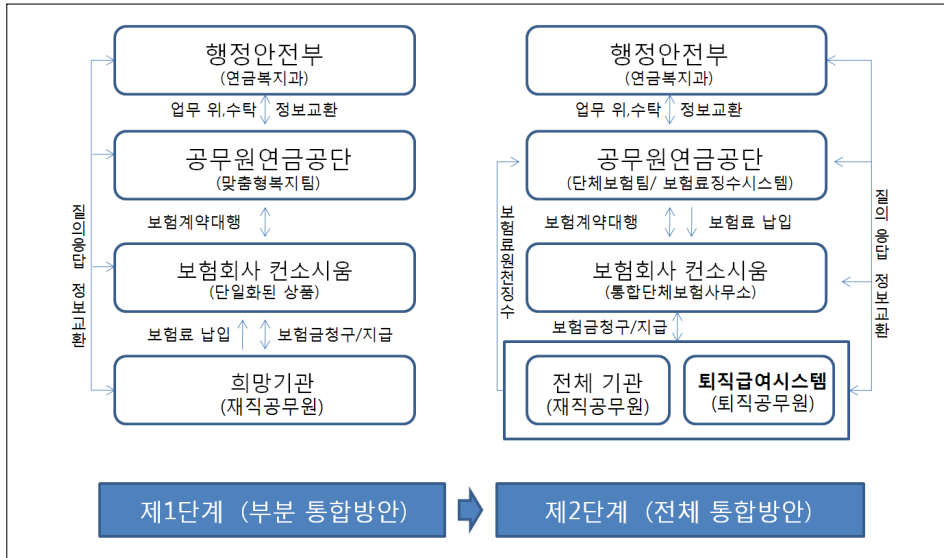 행정안전부
(연금복지과)
업무 위,수탁 정보교환
공무원연금공단
(맞춤형복지팀)
보험계약대행
보험회사 컨소시움
(단일화된 상품)
보험료 납입 보험금청구/지급
희망기관
(재직공무원)
질의응답 정보교환
제1단계 (부분 통합방안)
행정안전부
(연금복지과)
업무 위,수탁 정보교환
공무원연금공단
(단체보험팀/ 보험료징수시스템)
보험계약대행 보험료 납입
보험회사 컨소시움
(통합단체보험사무소)
보험금청구/지급
전체 기관
(재직공무원)
퇴직급여시스템
(퇴직공무원)
보험료원천징수
질의 응답 정보교환
제2단계 (전체 통합방안)